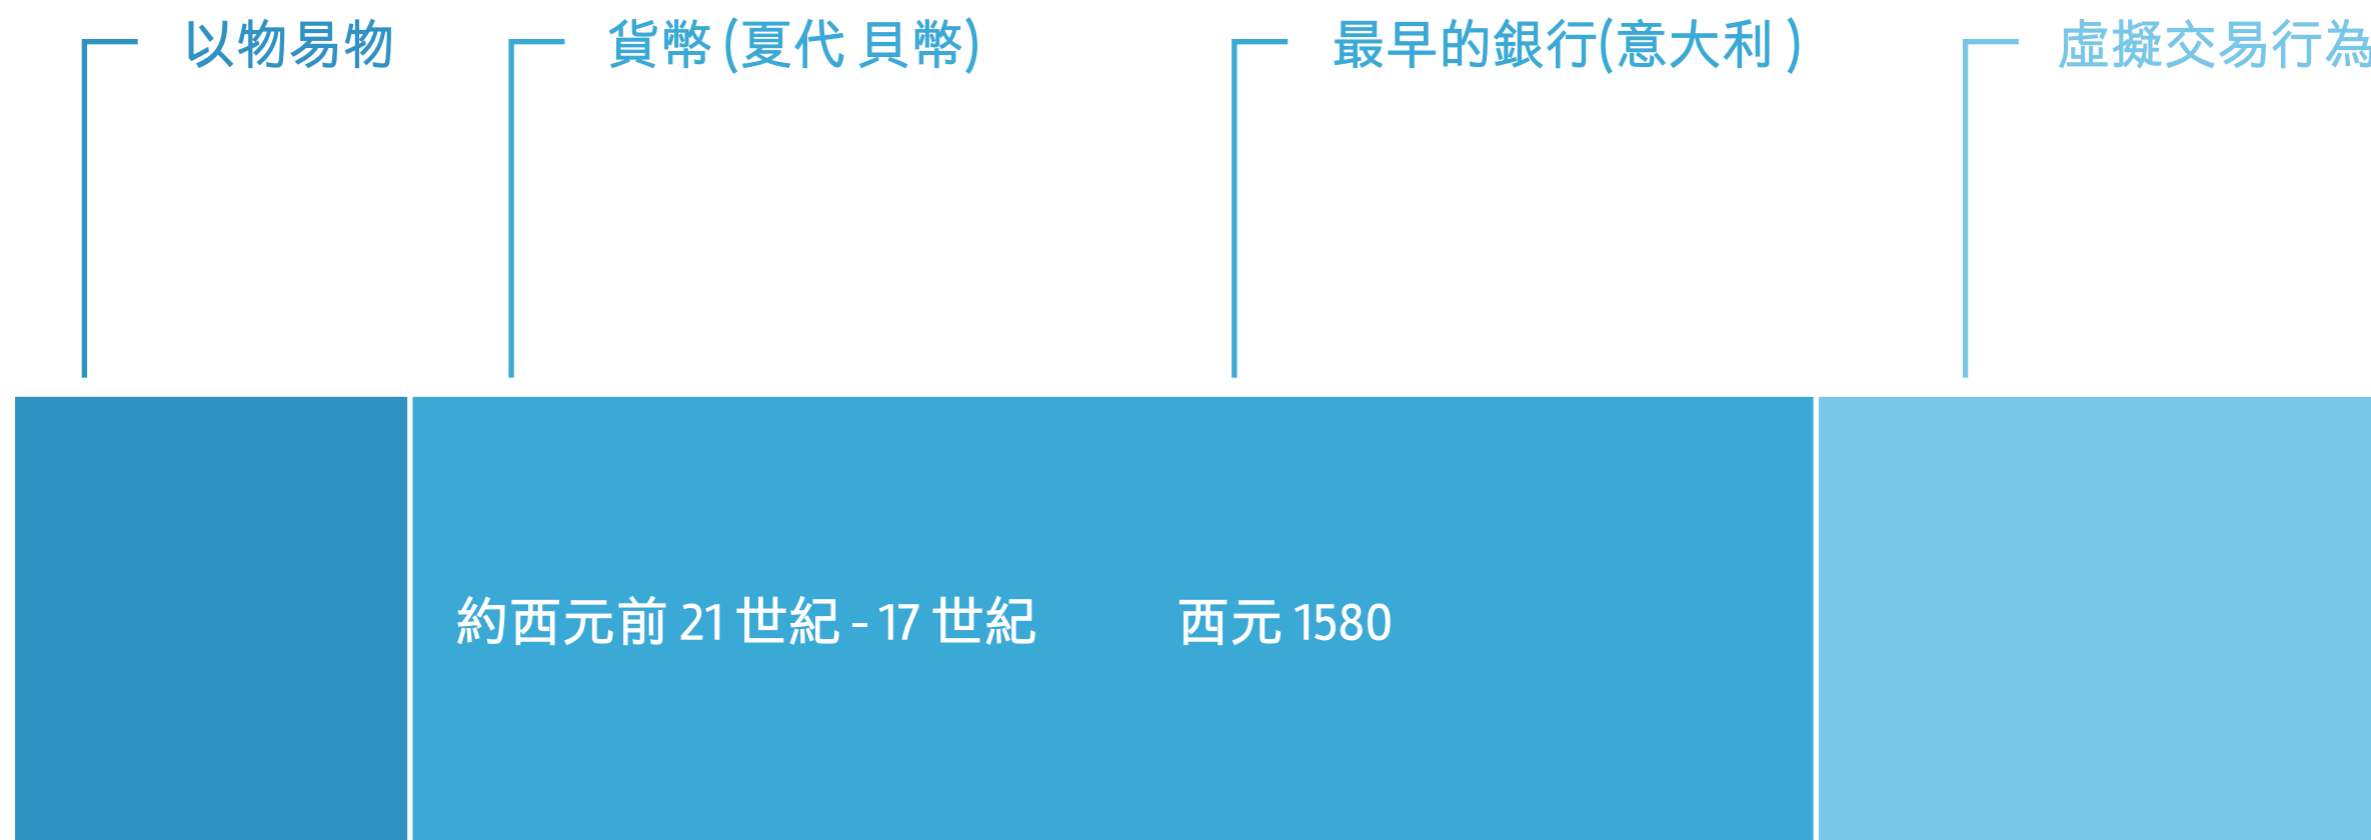 以物易物
貨幣 (夏代 貝幣)
最早的銀行(意大利 )
虛擬交易行為
約西元前 21 世紀 - 17 世紀
西元 1580